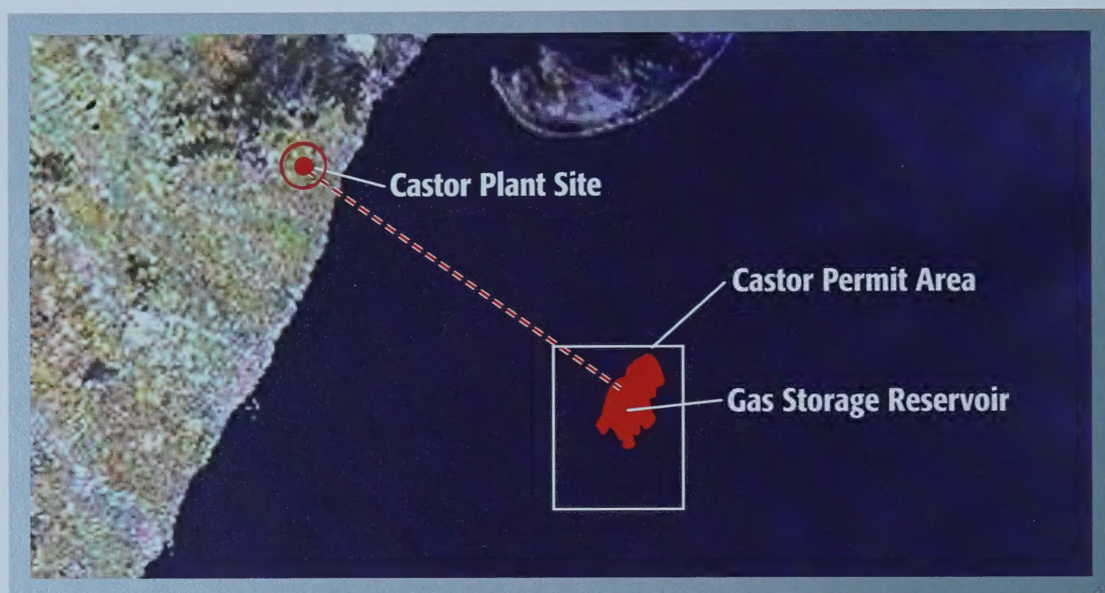 Castor Plant Site
Castor Permit Area
Gas Storage Reservoir